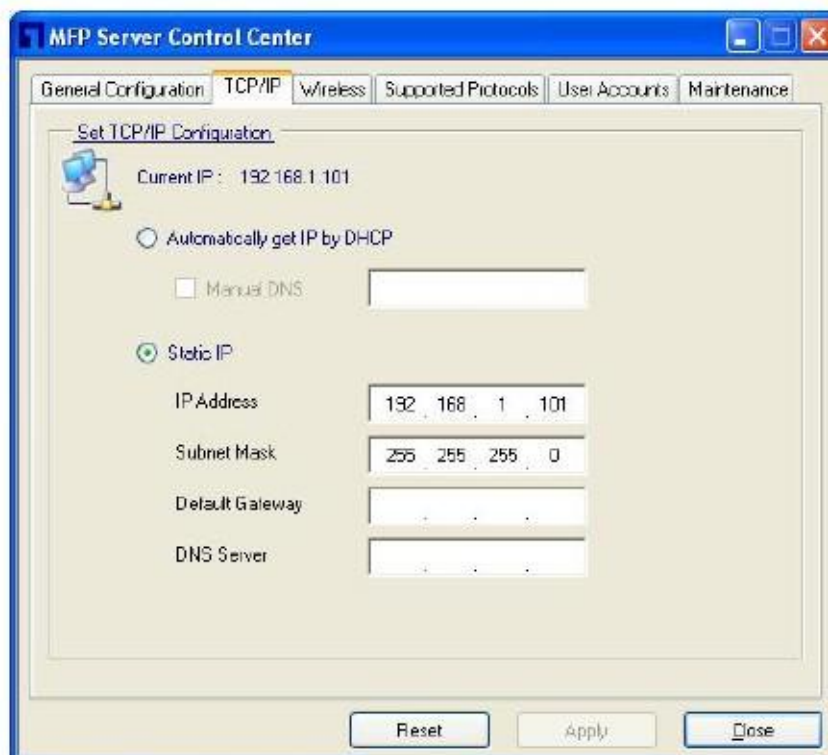 MFP Server Control Center
General Configuration TCP/IP Wireless Supported Protocols User Accounts Maintenance
Set TCP/IP Configuration
Current IP : 192.168.1.101
Automatically get IP by DHCP
Manual DNS
Static IP
IP Address 192 . 168 . 1 . 101
Subnet Mask 255 . 255 . 255 . 0
Default Gateway . . .
DNS Server . . .
Reset Apply Close